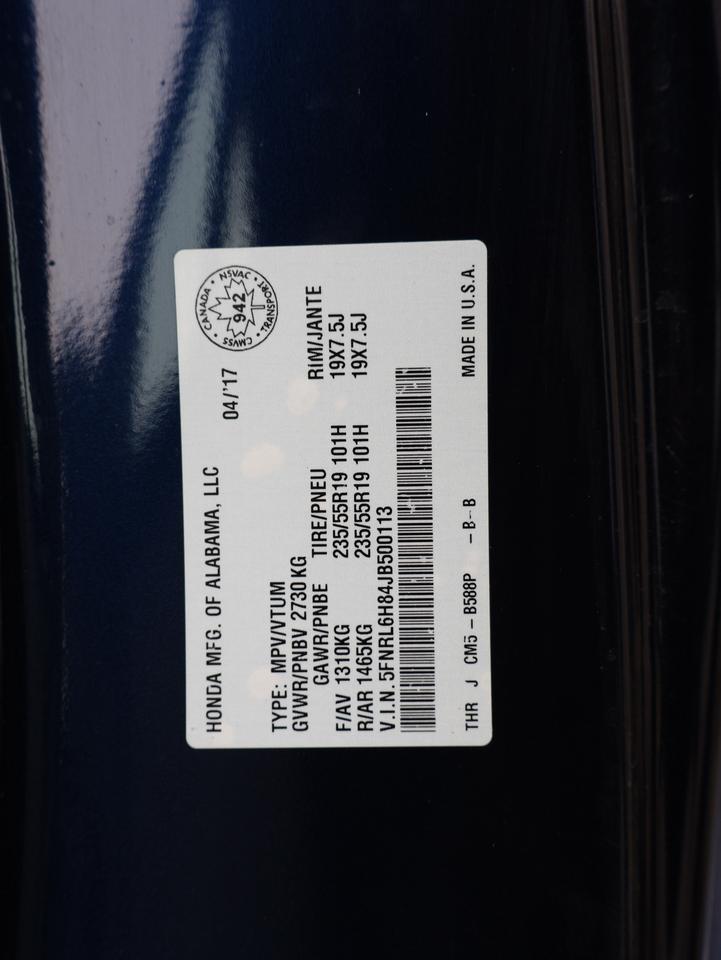 HONDA MFG. OF ALABAMA, LLC 04/'17
CANADA • NSVAC • TRANSPORT • CMVSS •
942
TYPE: MPV/VTUM
GVWR/PNBV 2730 KG
GAWR/PNBE TIRE/PNEU RIM/JANTE
F/AV 1310KG 235/55R19 101H 19X7.5J
R/AR 1465KG 235/55R19 101H 19X7.5J
V.I.N. 5FNRL6H84JB500113
THR J CM5 – B588P – B – B MADE IN U.S.A.